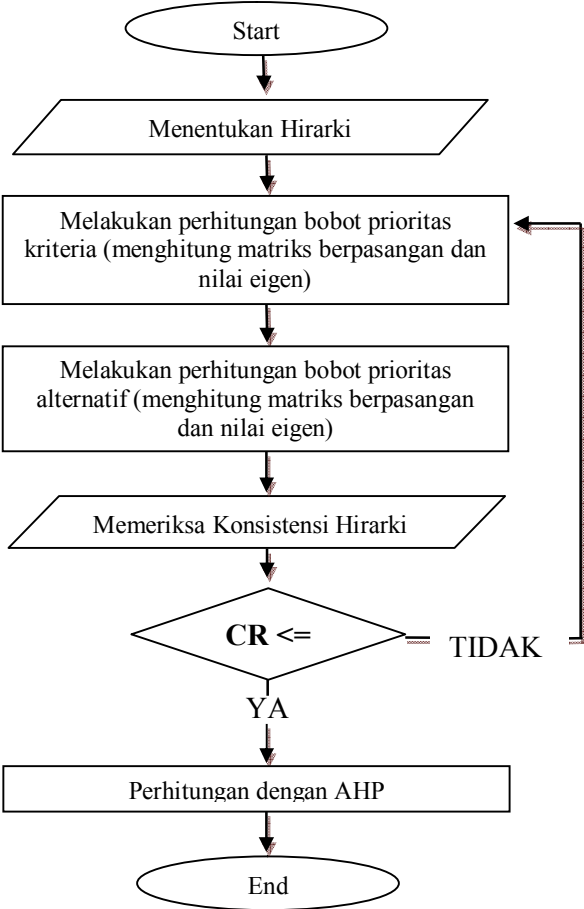 Start
Menentukan Hirarki
Melakukan perhitungan bobot prioritas
kriteria (menghitung matriks berpasangan dan
nilai eigen)
Melakukan perhitungan bobot prioritas
alternatif (menghitung matriks berpasangan
dan nilai eigen)
Memeriksa Konsistensi Hirarki
CR <=
TIDAK
YA
Perhitungan dengan AHP
End